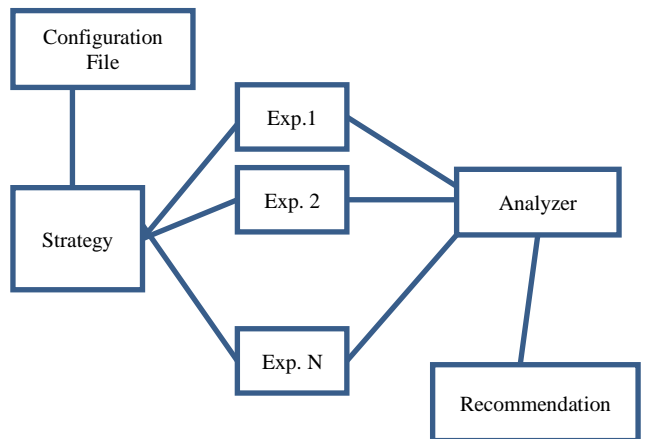 Configuration
File
Exp.1
Exp. 2
Strategy
Analyzer
Exp. N
Recommendation